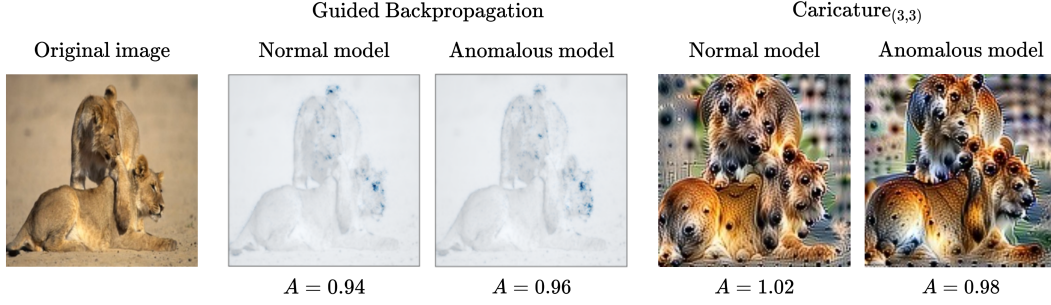 Guided Backpropagation
Caricature(3,3)
Original image
Normal model
Anomalous model
Normal model
Anomalous model
A = 0.94
A = 0.96
A = 1.02
A = 0.98